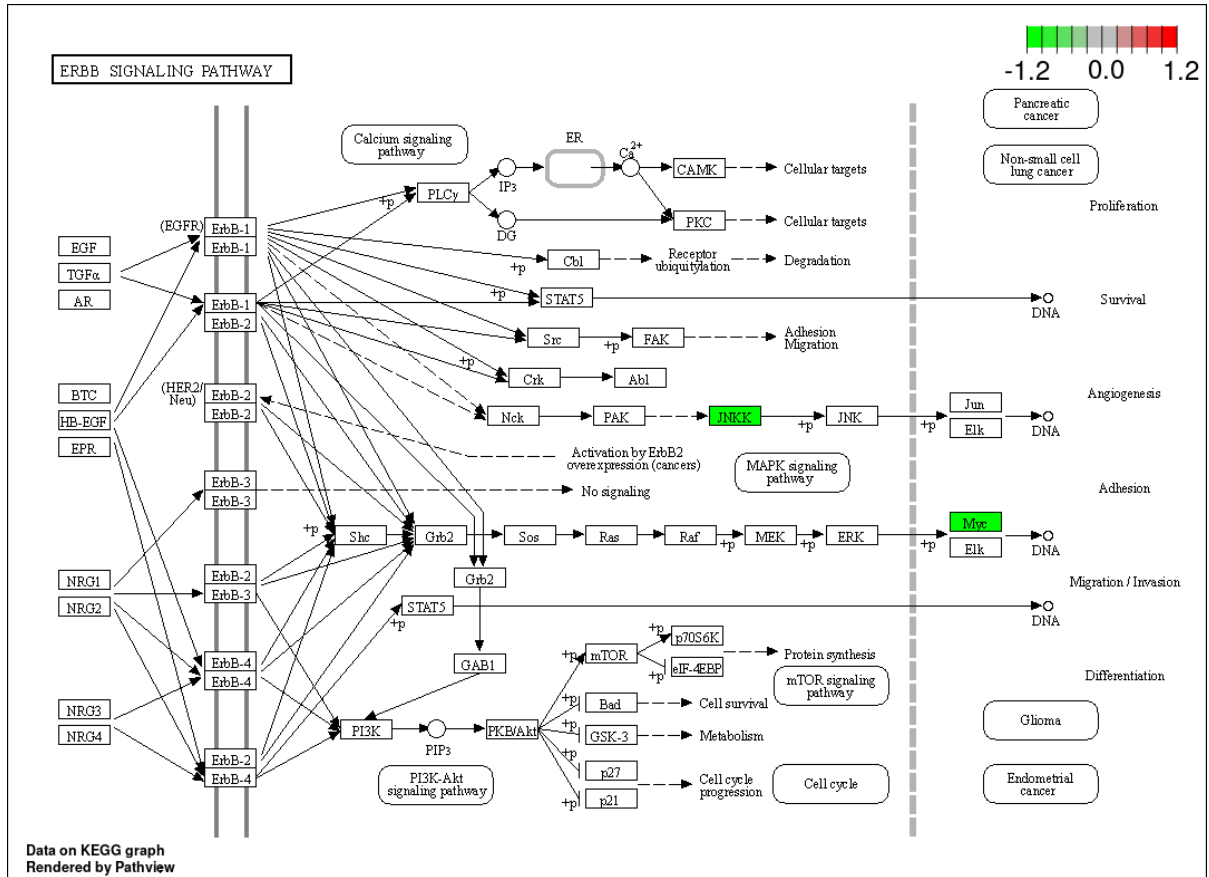 ERBB SIGNALING PATHWAY
-1.2 0.0 1.2
Pancreatic
cancer
Non-small cell
lung cancer
Calcium signaling
pathway
ER
Ca2+
IP3
CAMK
Cellular targets
PLCγ
+p
DG
PKC
Cellular targets
Proliferation
(EGFR)
ErbB-1
ErbB-1
EGF
TGFα
AR
+p
Cbl
Receptor
ubiquitylation
Degradation
ErbB-1
ErbB-2
+p
STAT5
DNA
Survival
Src
+p
FAK
Adhesion
Migration
+p
Crk
Abl
BTC
HB-EGF
EPR
(HER2/
Neu)
ErbB-2
ErbB-2
Nck
PAK
JNKK
+p
JNK
+p
Jun
Elk
DNA
Angiogenesis
Activation by ErbB2
overexpression (cancers)
MAPK signaling
pathway
ErbB-3
ErbB-3
No signaling
Adhesion
+p
Shc
Grb2
Sos
Ras
Raf
+p
MEK
+p
ERK
+p
Myc
Elk
DNA
NRG1
NRG2
ErbB-2
ErbB-3
Grb2
Migration / Invasion
STAT5
+p
DNA
ErbB-4
ErbB-4
GAB1
+p
mTOR
+p
p70S6K
+p
eIF-4EBP
Protein synthesis
mTOR signaling
pathway
Differentiation
NRG3
NRG4
PI3K
PIP3
PKB/Akt
+p
Bad
Cell survival
+p
GSK-3
Metabolism
Glioma
ErbB-2
ErbB-4
PI3K-Akt
signaling pathway
+p
p27
+p
p21
Cell cycle
progression
Cell cycle
Endometrial
cancer
Data on KEGG graph
Rendered by Pathview